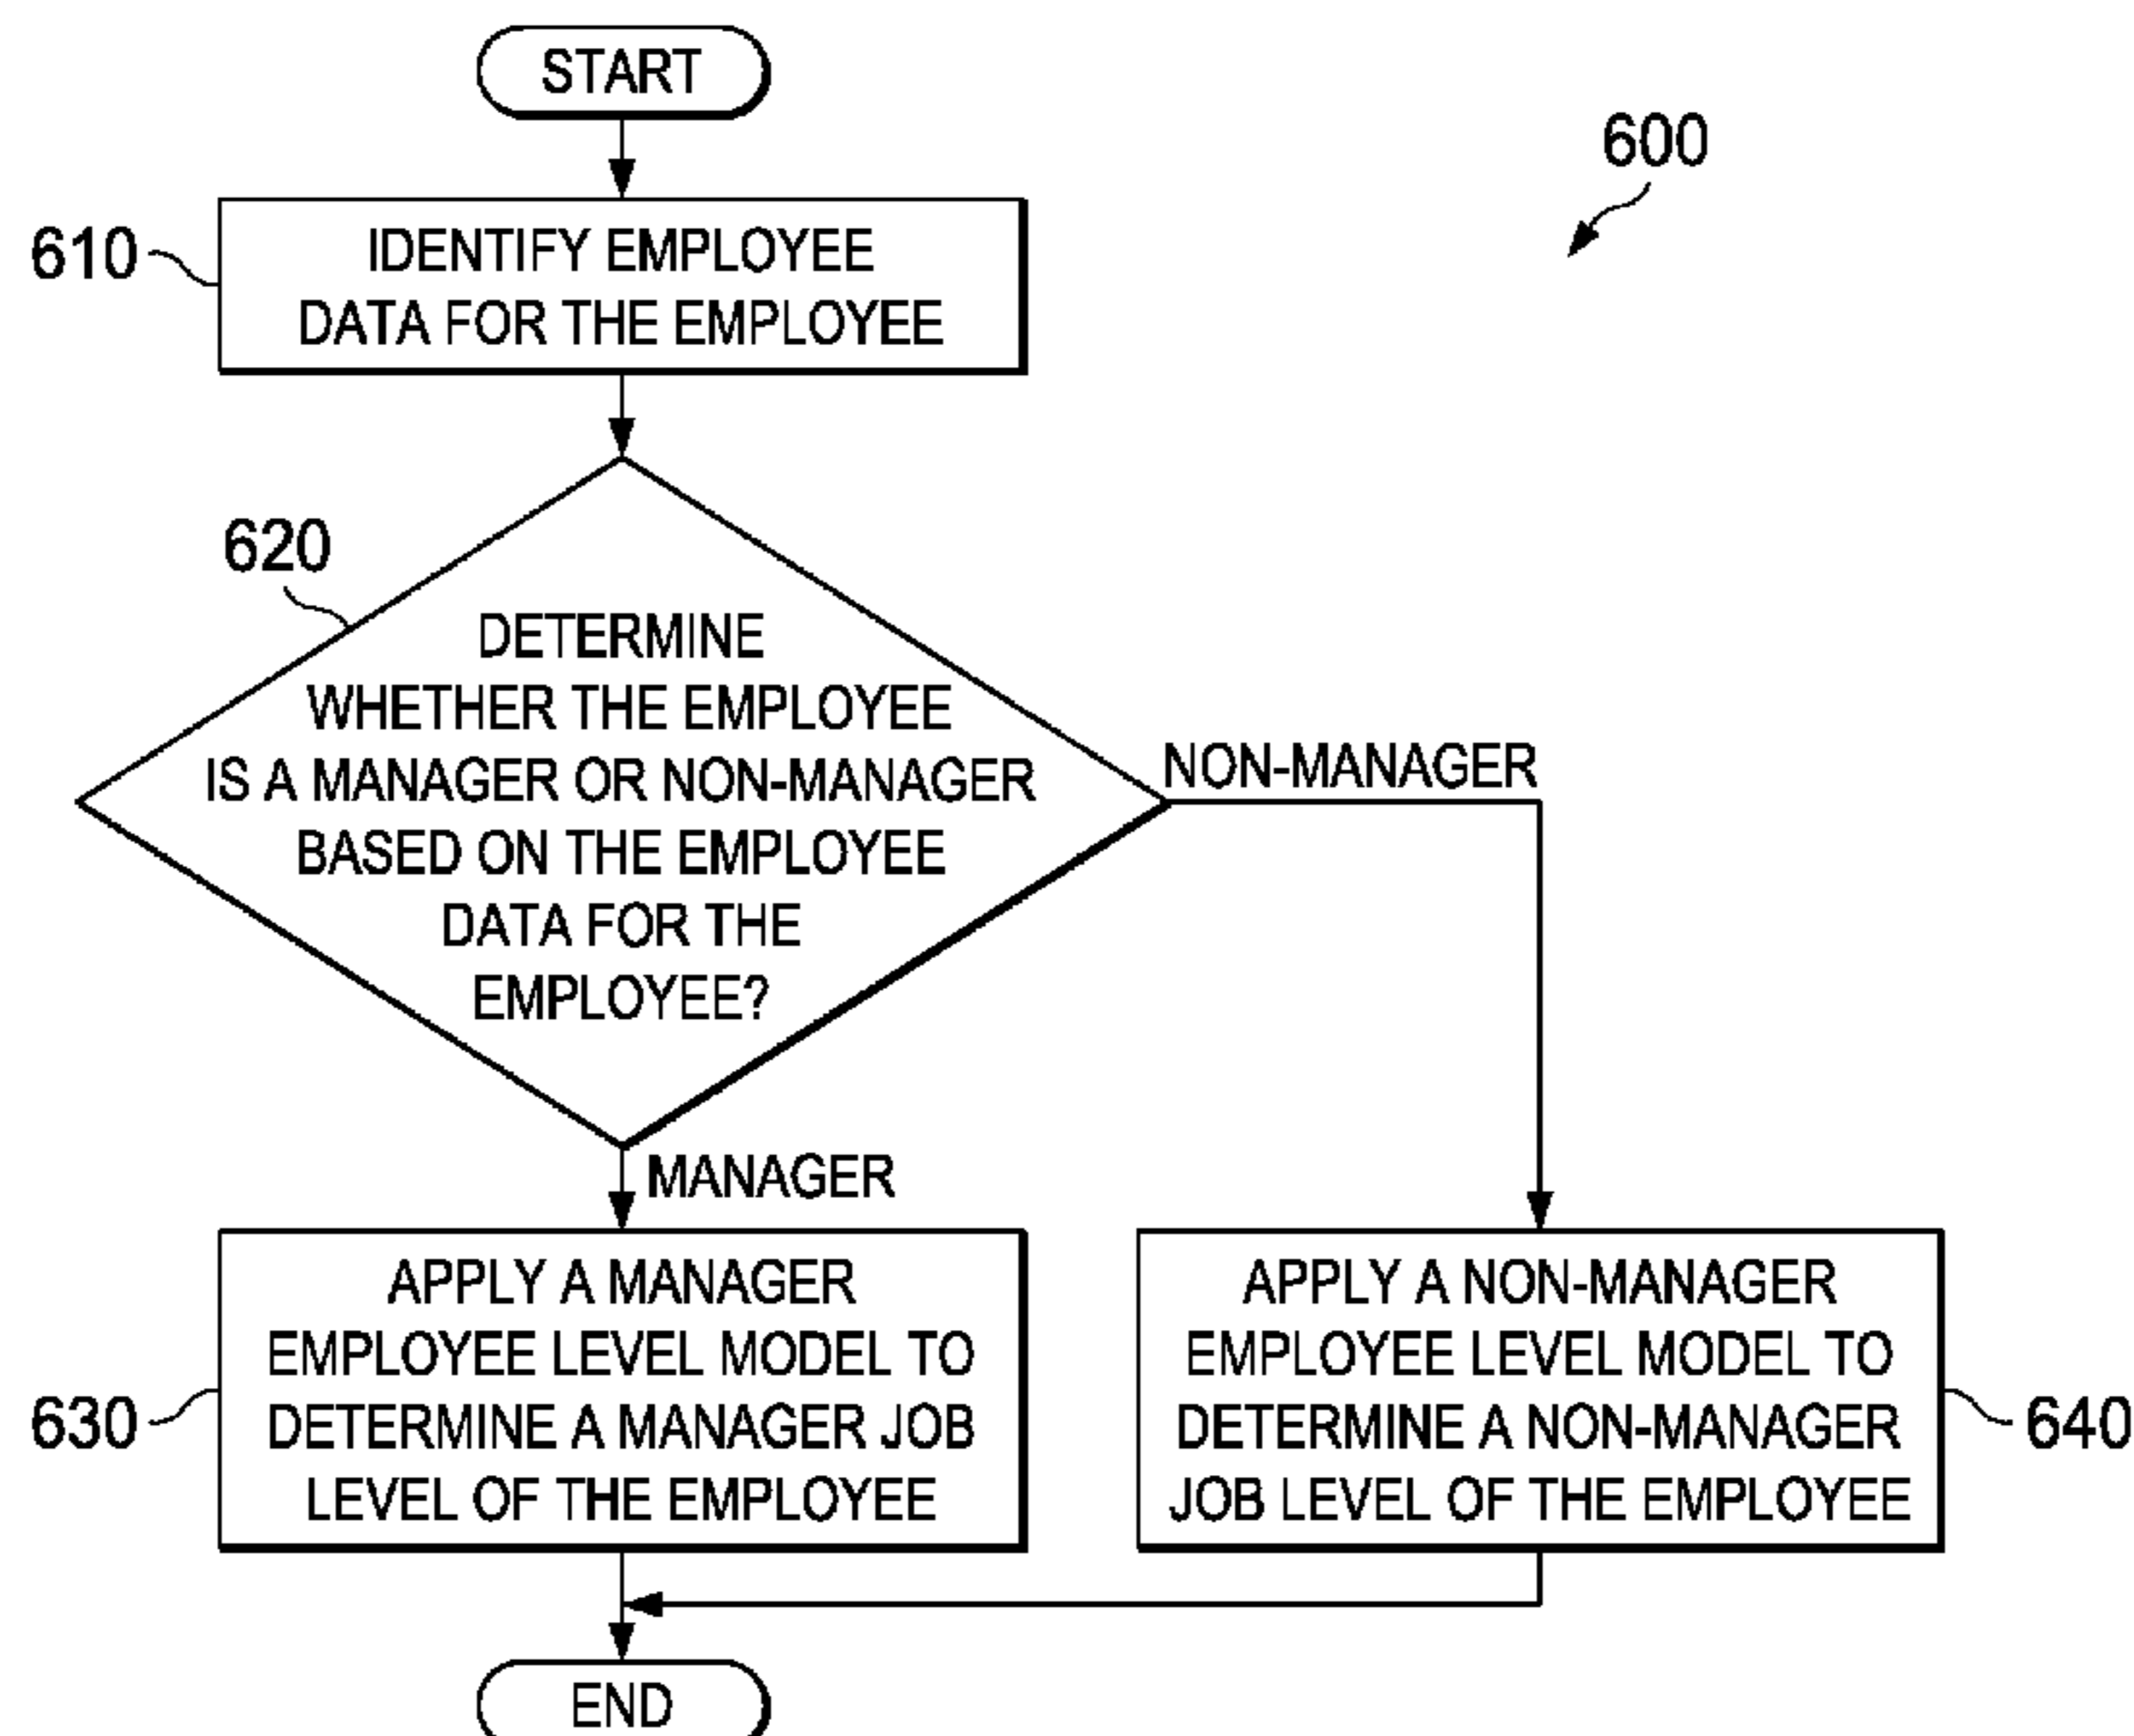 START
600
610
IDENTIFY EMPLOYEE
DATA FOR THE EMPLOYEE
620
DETERMINE
WHETHER THE EMPLOYEE
IS A MANAGER OR NON-MANAGER
BASED ON THE EMPLOYEE
DATA FOR THE
EMPLOYEE?
NON-MANAGER
MANAGER
630
APPLY A MANAGER
EMPLOYEE LEVEL MODEL TO
DETERMINE A MANAGER JOB
LEVEL OF THE EMPLOYEE
APPLY A NON-MANAGER
EMPLOYEE LEVEL MODEL TO
DETERMINE A NON-MANAGER
JOB LEVEL OF THE EMPLOYEE
640
END